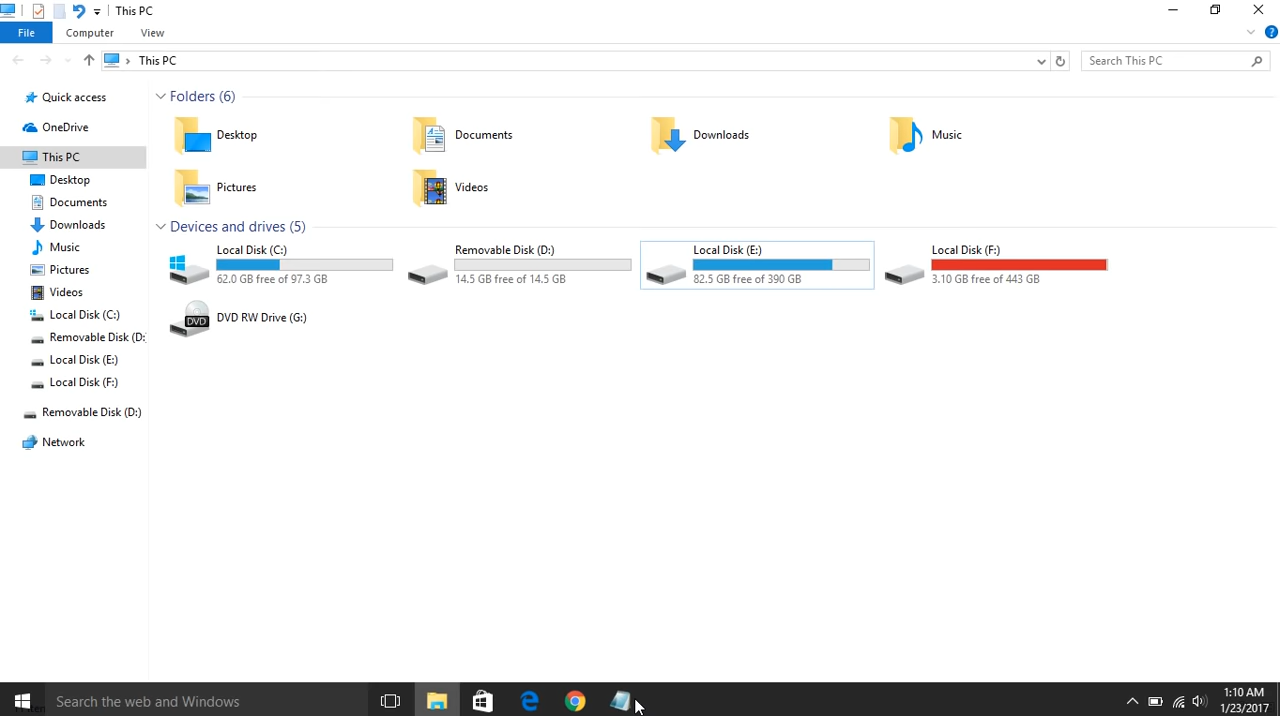 This PC
File Computer View
This PC
Search This PC
Quick access
OneDrive
This PC
Desktop
Documents
Downloads
Music
Pictures
Videos
Local Disk (C:)
Removable Disk (D:
Local Disk (E:)
Local Disk (F:)
Removable Disk (D:)
Network
Folders (6)
Desktop Documents Downloads Music
Pictures Videos
Devices and drives (5)
Local Disk (C:)
62.0 GB free of 97.3 GB
Removable Disk (D:)
14.5 GB free of 14.5 GB
Local Disk (E:)
82.5 GB free of 390 GB
Local Disk (F:)
3.10 GB free of 443 GB
DVD
DVD RW Drive (G:)
Search the web and Windows
1:10 AM
1/23/2017